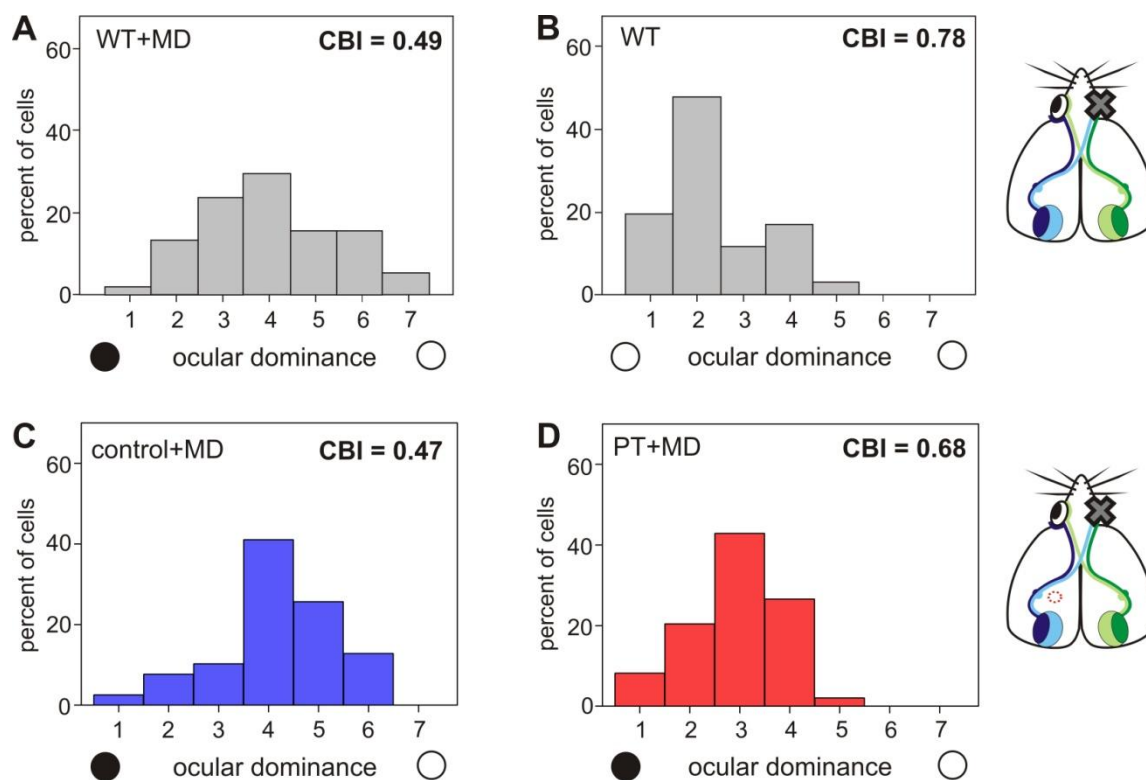 A
WT+MD
CBI = 0.49
percent of cells
60
40
20
0
1 2 3 4 5 6 7
ocular dominance
B
WT
CBI = 0.78
percent of cells
60
40
20
0
1 2 3 4 5 6 7
ocular dominance
C
control+MD
CBI = 0.47
percent of cells
60
40
20
0
1 2 3 4 5 6 7
ocular dominance
D
PT+MD
CBI = 0.68
percent of cells
60
40
20
0
1 2 3 4 5 6 7
ocular dominance